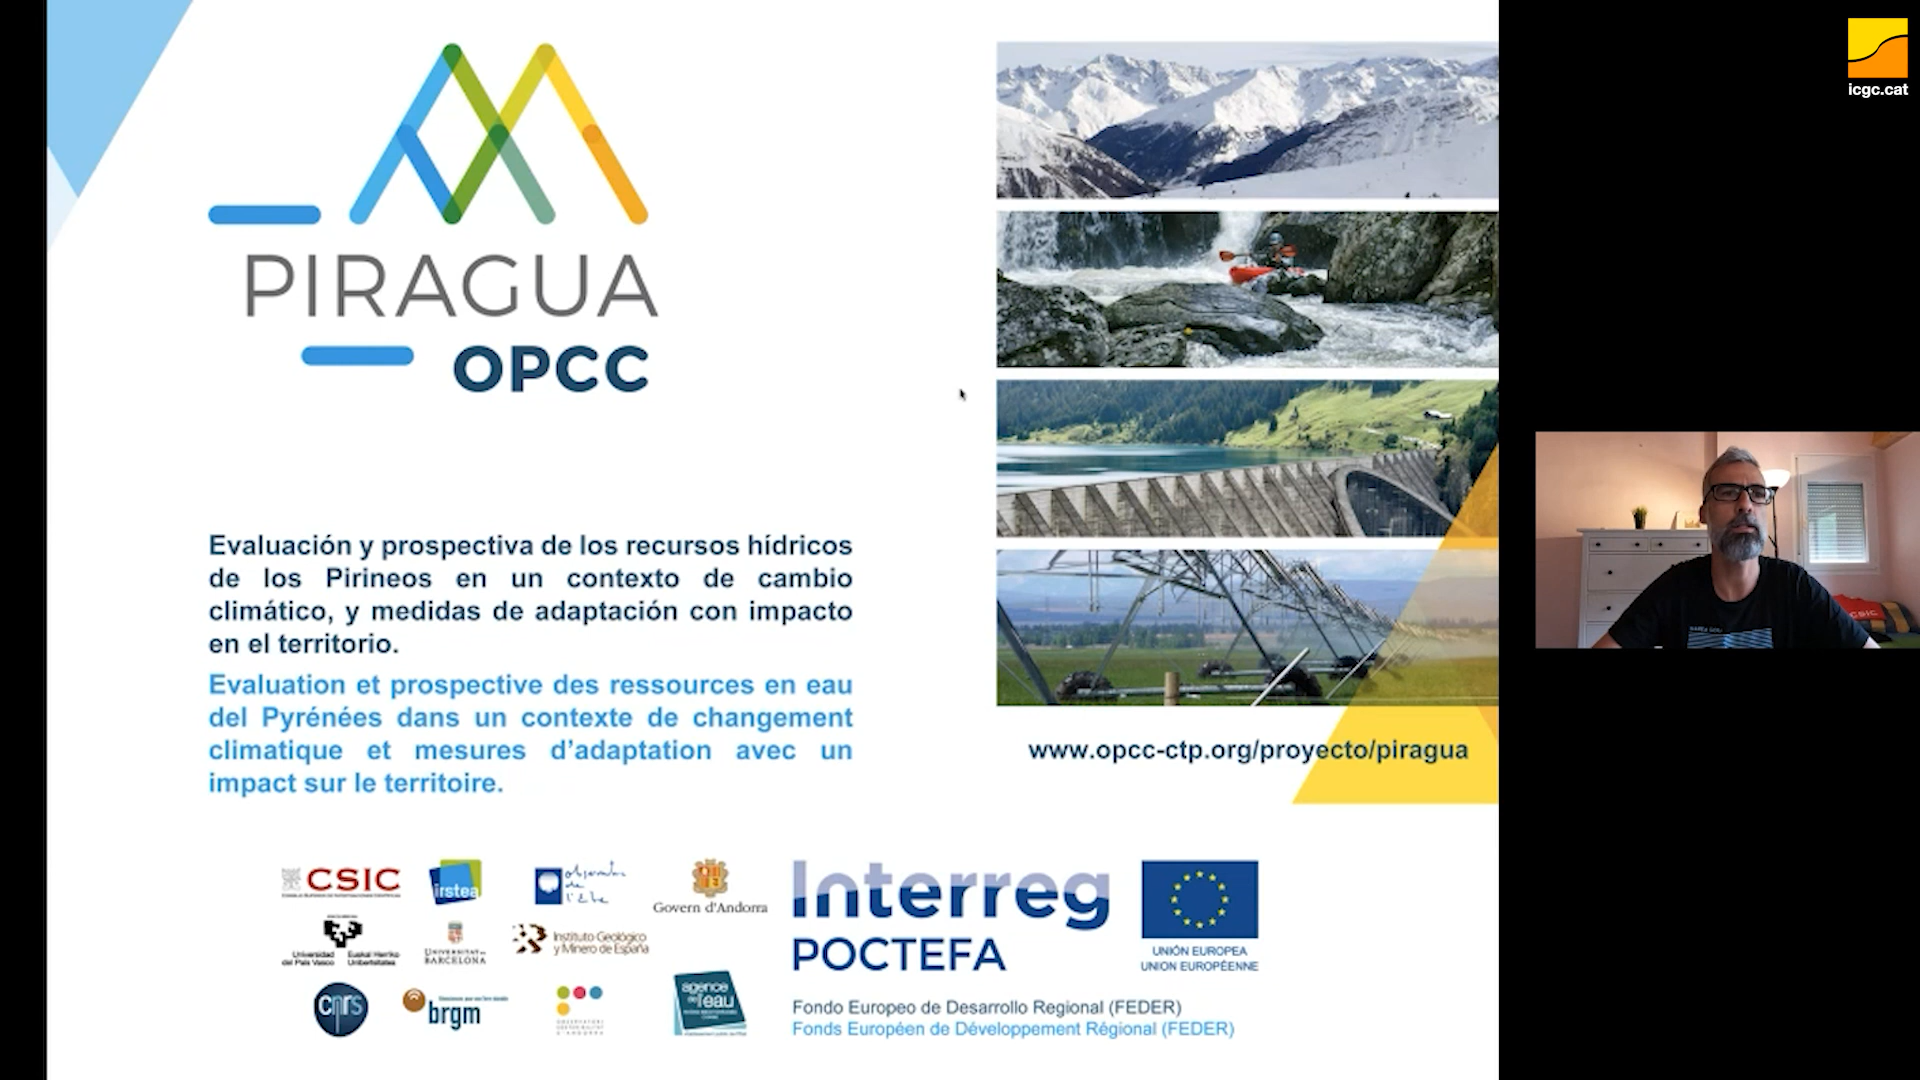 icgc.cat
PIRAGUA
OPCC
Evaluación y prospectiva de los recursos hídricos
de los Pirineos en un contexto de cambio
climático, y medidas de adaptación con impacto
en el territorio.
Evaluation et prospective des ressources en eau
del Pyrénées dans un contexte de changement
climatique et mesures d'adaptation avec un
impact sur le territoire.
www.opcc-ctp.org/proyecto/piragua
CSIC
irstea
Govern d'Andorra
Universidad
del País Vasco
Euskal Herriko
Unibertsitatea
UNIVERSITAT DE
BARCELONA
Instituto Geológico
y Minero de España
cnrs
brgm
agence
de l'eau
Interreg
POCTEFA
UNIÓN EUROPEA
UNION EUROPÉENNE
Fondo Europeo de Desarrollo Regional (FEDER)
Fonds Européen de Développement Régional (FEDER)
CSIC